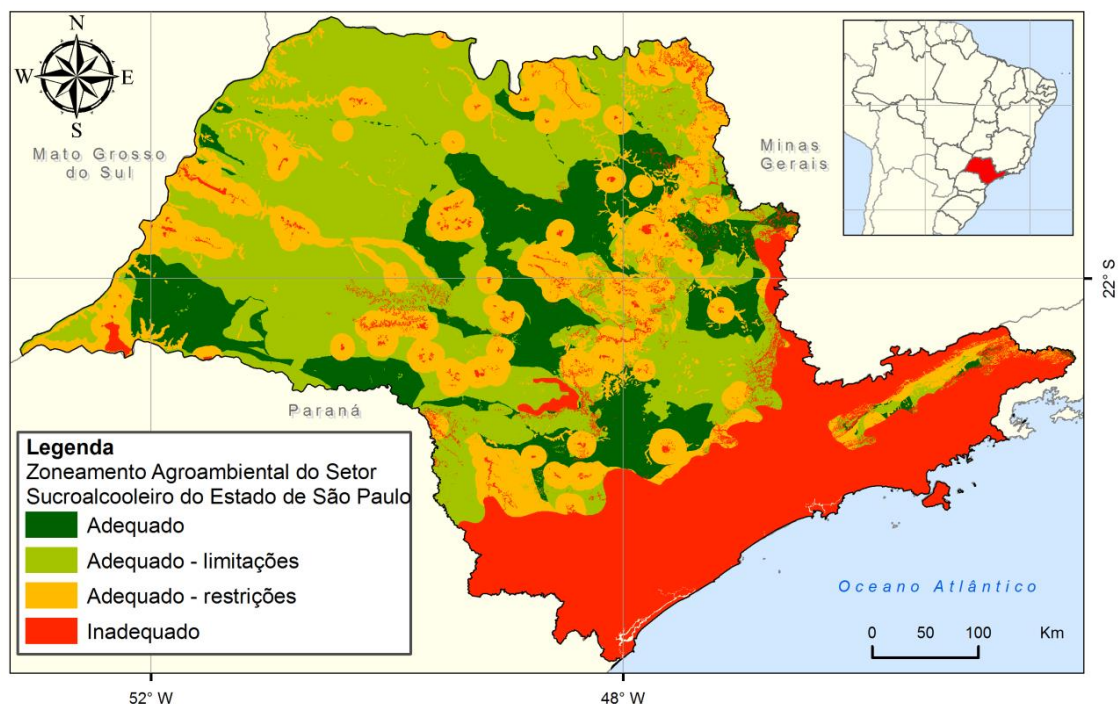 N
W E
S
Mato Grosso
do Sul
Minas
Gerais
22° S
Paraná
Legenda
Zoneamento Agroambiental do Setor
Sucroalcooleiro do Estado de São Paulo
Adequado
Adequado - limitações
Adequado - restrições
Inadequado
Oceano Atlântico
0 50 100 Km
52° W 48° W